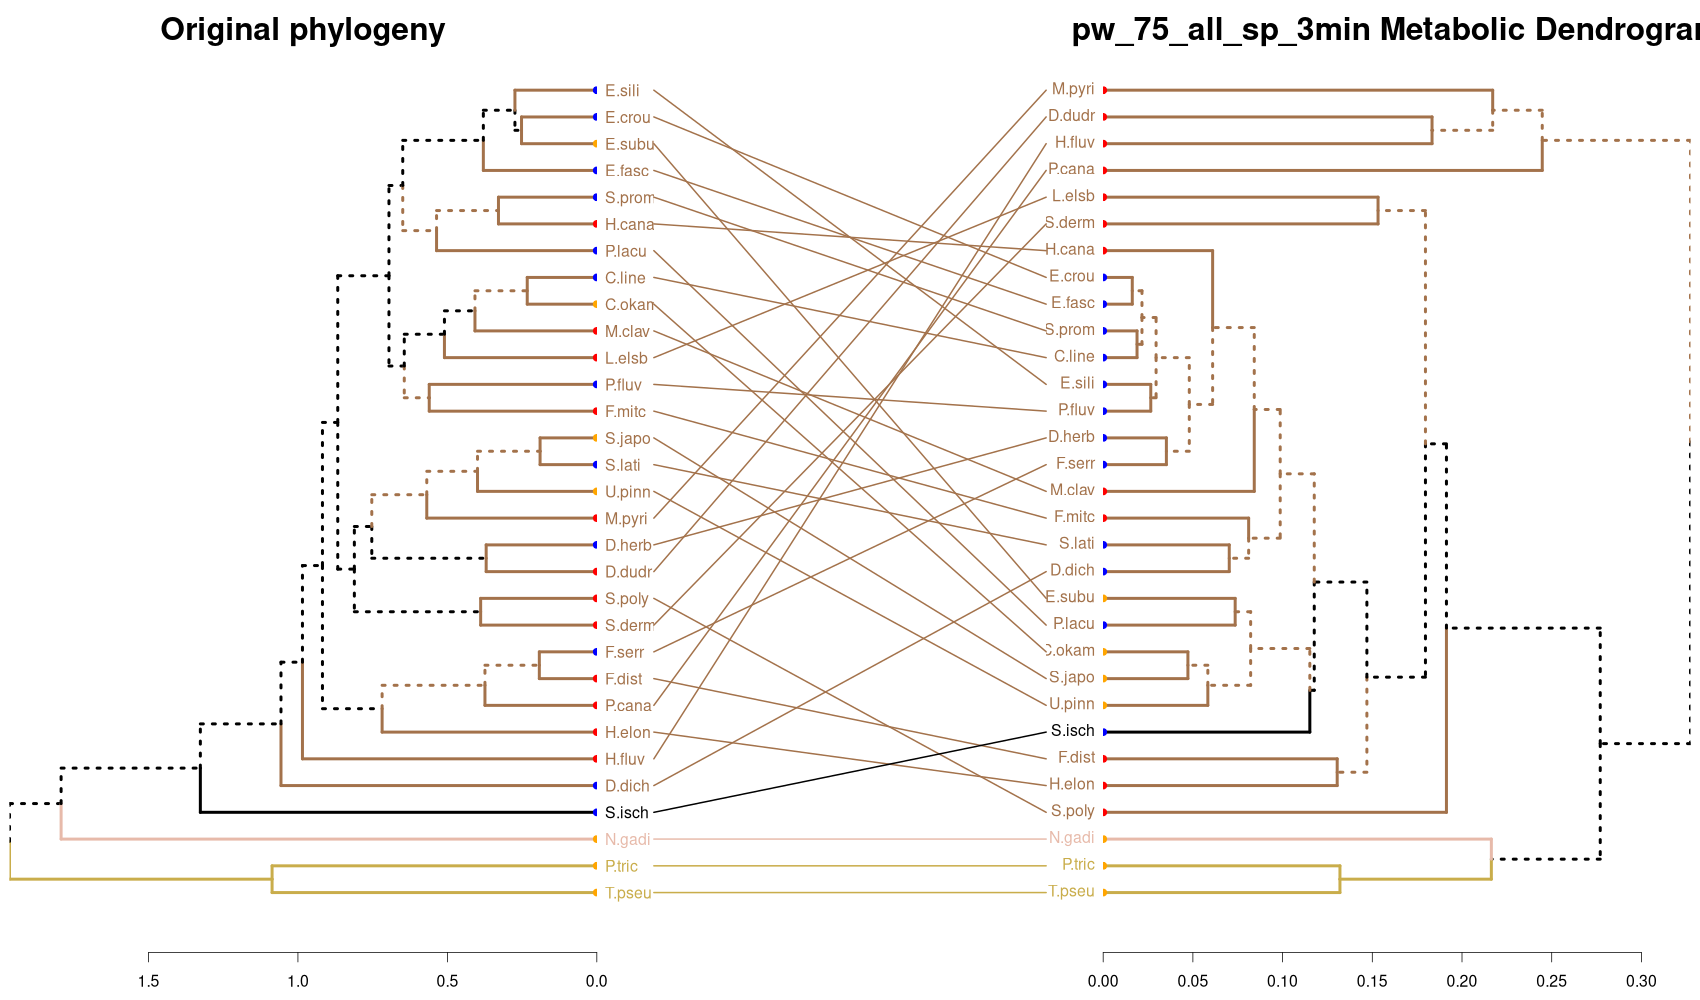 Original phylogeny
pw_75_all_sp_3min Metabolic Dendrogra
E.sili
E.crou
E.subu
E.fasc
S.prom
H.cana
P.lacu
C.line
C.okam
M.clav
L.elsb
P.fluv
F.mitc
S.japo
S.lati
U.pinn
M.pyri
D.herb
D.dudr
S.poly
S.derm
F.serr
F.dist
P.cana
H.elon
H.fluv
D.dich
S.isch
N.gadi
P.tric
T.pseu
M.pyri
D.dudr
H.fluv
P.cana
L.elsb
S.derm
H.cana
E.crou
E.fasc
S.prom
C.line
E.sili
P.fluv
D.herb
F.serr
M.clav
F.mitc
S.lati
D.dich
E.subu
P.lacu
C.okam
S.japo
U.pinn
S.isch
F.dist
H.elon
S.poly
N.gadi
P.tric
T.pseu
1.5 1.0 0.5 0.0
0.00 0.05 0.10 0.15 0.20 0.25 0.30